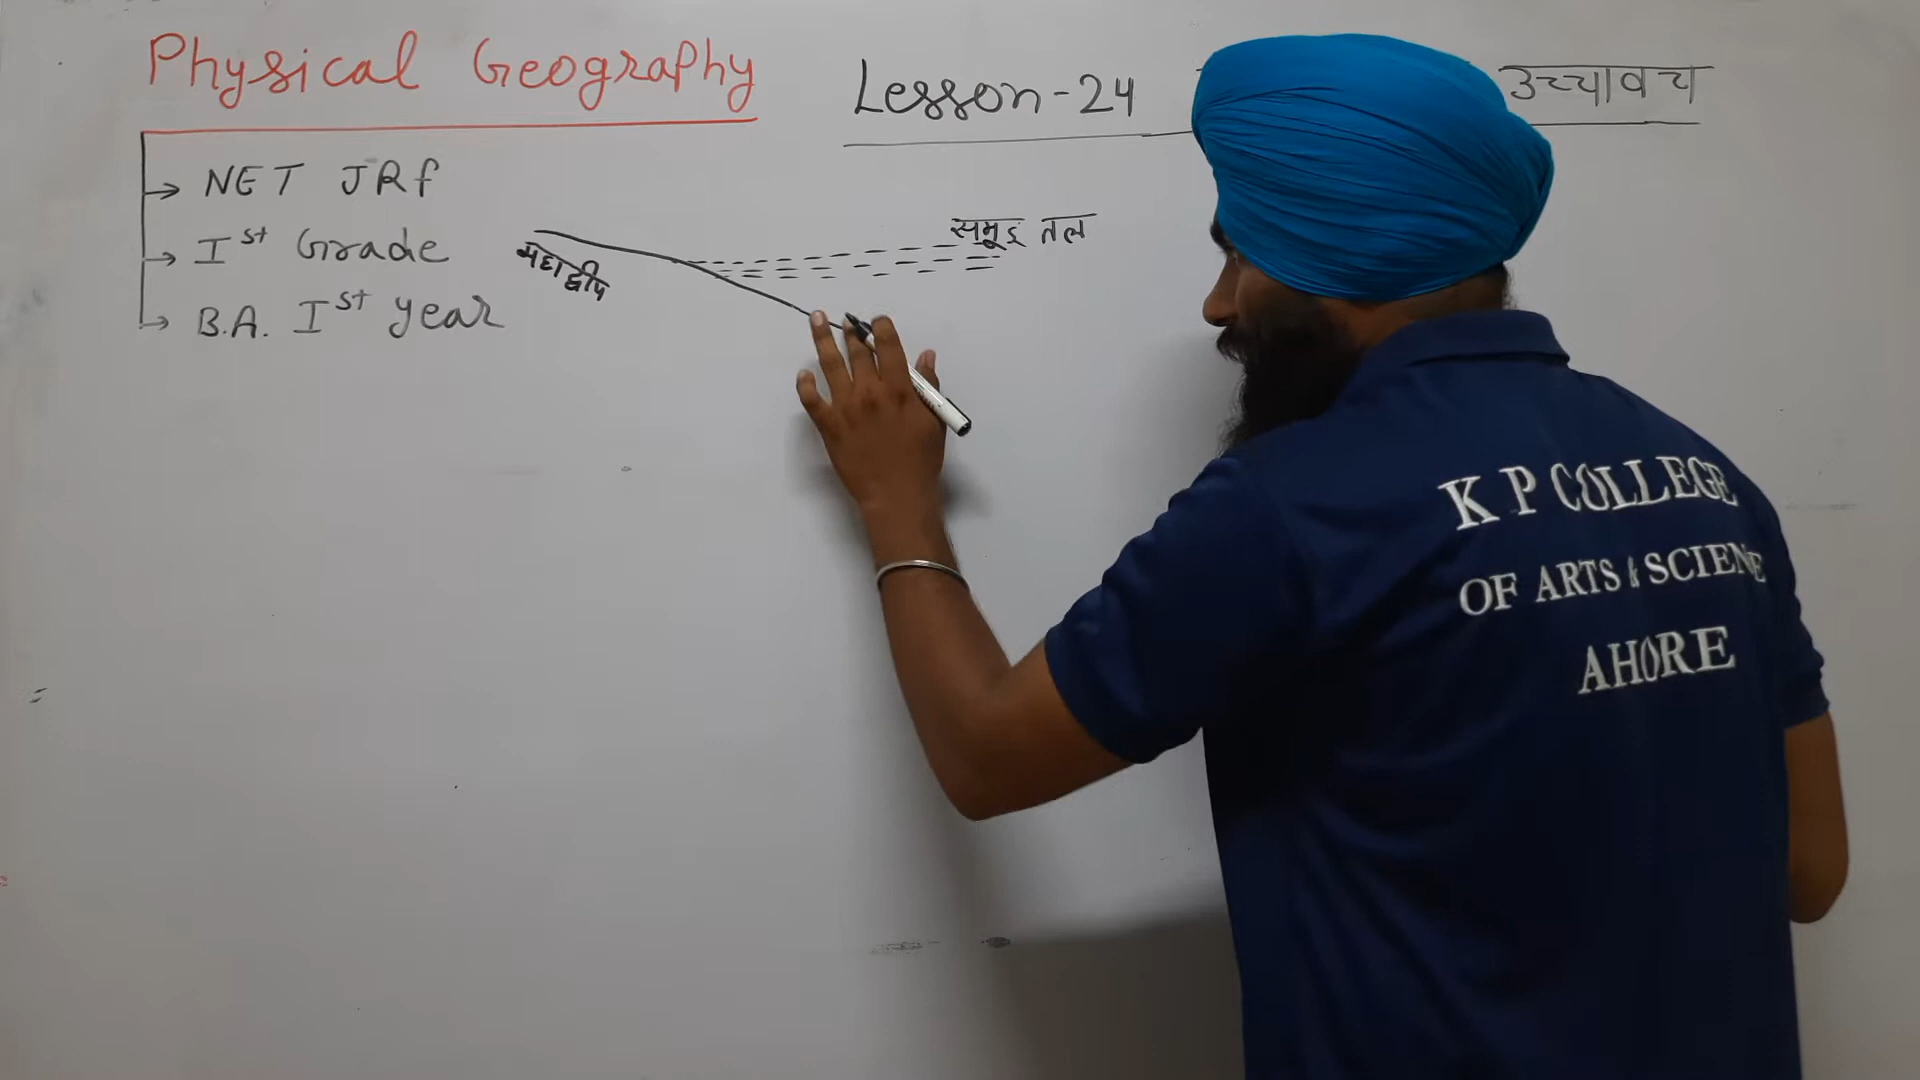 Physical Geography
Lesson-24
उच्चावच
NET JRf
Ist Grade
B.A. Ist year
महाद्वीप
समुद्र तल
K P COLLEGE
OF ARTS & SCIENE
AHORE